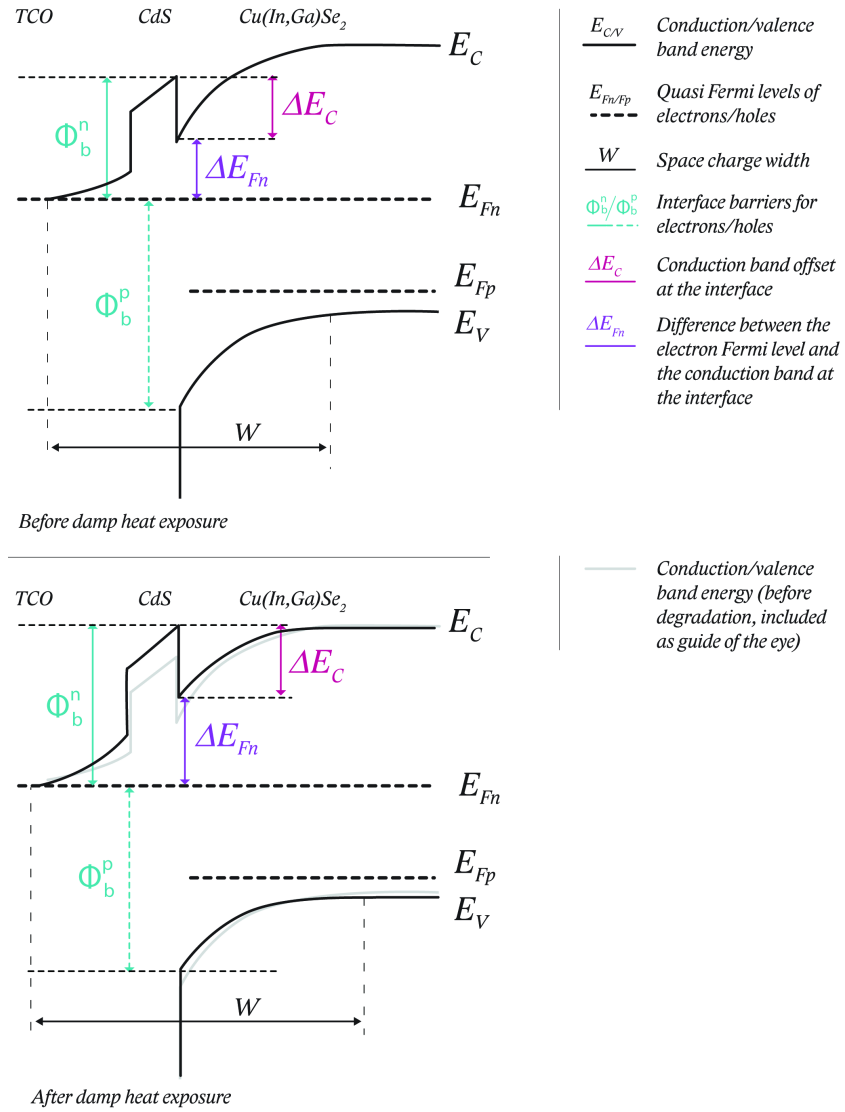 TCO CdS Cu(In,Ga)Se2
EC
Φbn
ΔEC
ΔEFn
EFn
Φbp
EFp
EV
W
Before damp heat exposure
EC/V Conduction/valence
band energy
EFn/Fp Quasi Fermi levels of
electrons/holes
W Space charge width
Φbn/Φbp Interface barriers for
electrons/holes
ΔEC Conduction band offset
at the interface
ΔEFn Difference between the
electron Fermi level and
the conduction band at
the interface
TCO CdS Cu(In,Ga)Se2
EC
Φbn
ΔEC
ΔEFn
EFn
Φbp
EFp
EV
W
After damp heat exposure
Conduction/valence
band energy (before
degradation, included
as guide of the eye)